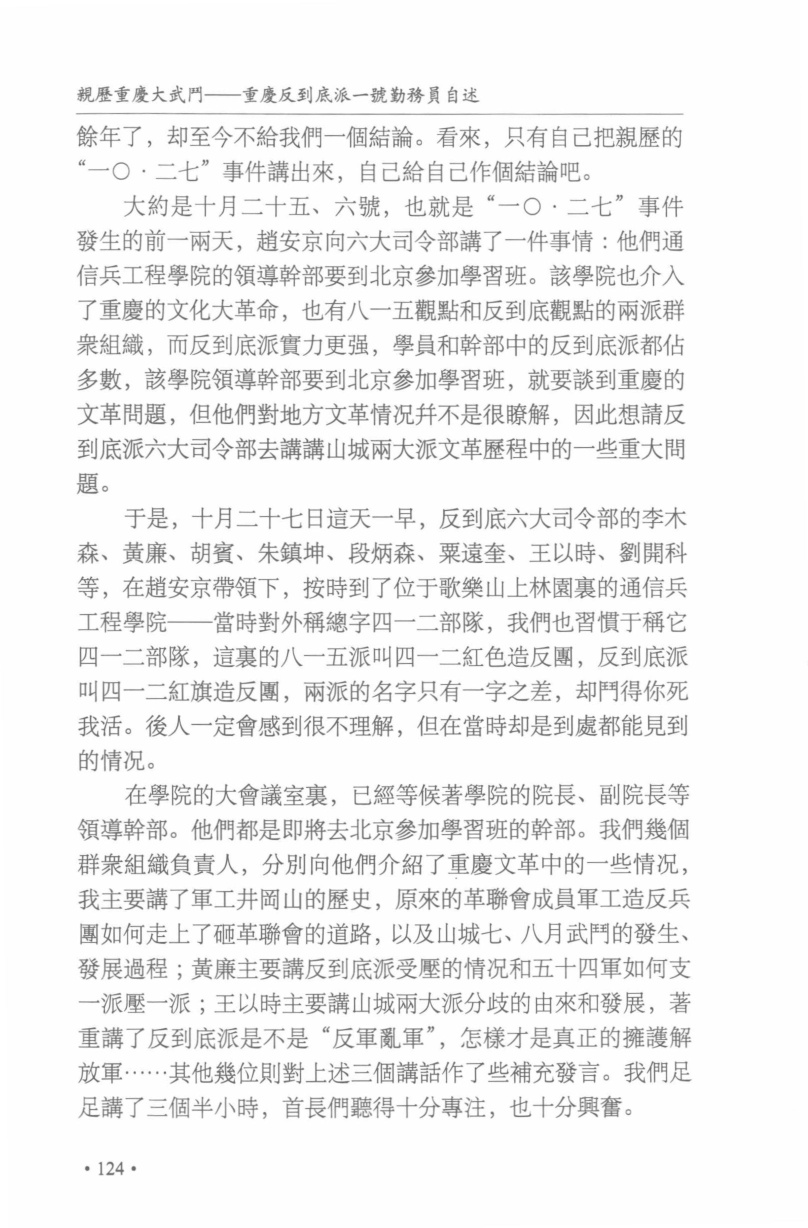 親歷重慶大武鬥——重慶反到底派一號勤務員自述
餘年了，却至今不給我們一個結論。看來，只有自己把親歷的
“一〇·二七”事件講出來，自己給自己作個結論吧。
大約是十月二十五、六號，也就是“一〇·二七”事件
發生的前一兩天，趙安京向六大司令部講了一件事情：他們通
信兵工程學院的領導幹部要到北京參加學習班。該學院也介入
了重慶的文化大革命，也有八一五觀點和反到底觀點的兩派群
衆組織，而反到底派實力更强，學員和幹部中的反到底派都佔
多數，該學院領導幹部要到北京參加學習班，就要談到重慶的
文革問題，但他們對地方文革情况幷不是很瞭解，因此想請反
到底派六大司令部去講講山城兩大派文革歷程中的一些重大問
題。
于是，十月二十七日這天一早，反到底六大司令部的李木
森、黃廉、胡賓、朱鎮坤、段炳森、粟遠奎、王以時、劉開科
等，在趙安京帶領下，按時到了位于歌樂山上林園裏的通信兵
工程學院——當時對外稱總字四一二部隊，我們也習慣于稱它
四一二部隊，這裏的八一五派叫四一二紅色造反團，反到底派
叫四一二紅旗造反團，兩派的名字只有一字之差，却鬥得你死
我活。後人一定會感到很不理解，但在當時却是到處都能見到
的情况。
在學院的大會議室裏，已經等候著學院的院長、副院長等
領導幹部。他們都是即將去北京參加學習班的幹部。我們幾個
群衆組織負責人，分別向他們介紹了重慶文革中的一些情况，
我主要講了軍工井岡山的歷史，原來的革聯會成員軍工造反兵
團如何走上了砸革聯會的道路，以及山城七、八月武鬥的發生、
發展過程；黃廉主要講反到底派受壓的情况和五十四軍如何支
一派壓一派；王以時主要講山城兩大派分歧的由來和發展，著
重講了反到底派是不是“反軍亂軍”，怎樣才是真正的擁護解
放軍……其他幾位則對上述三個講話作了些補充發言。我們足
足講了三個半小時，首長們聽得十分專注，也十分興奮。
·124·